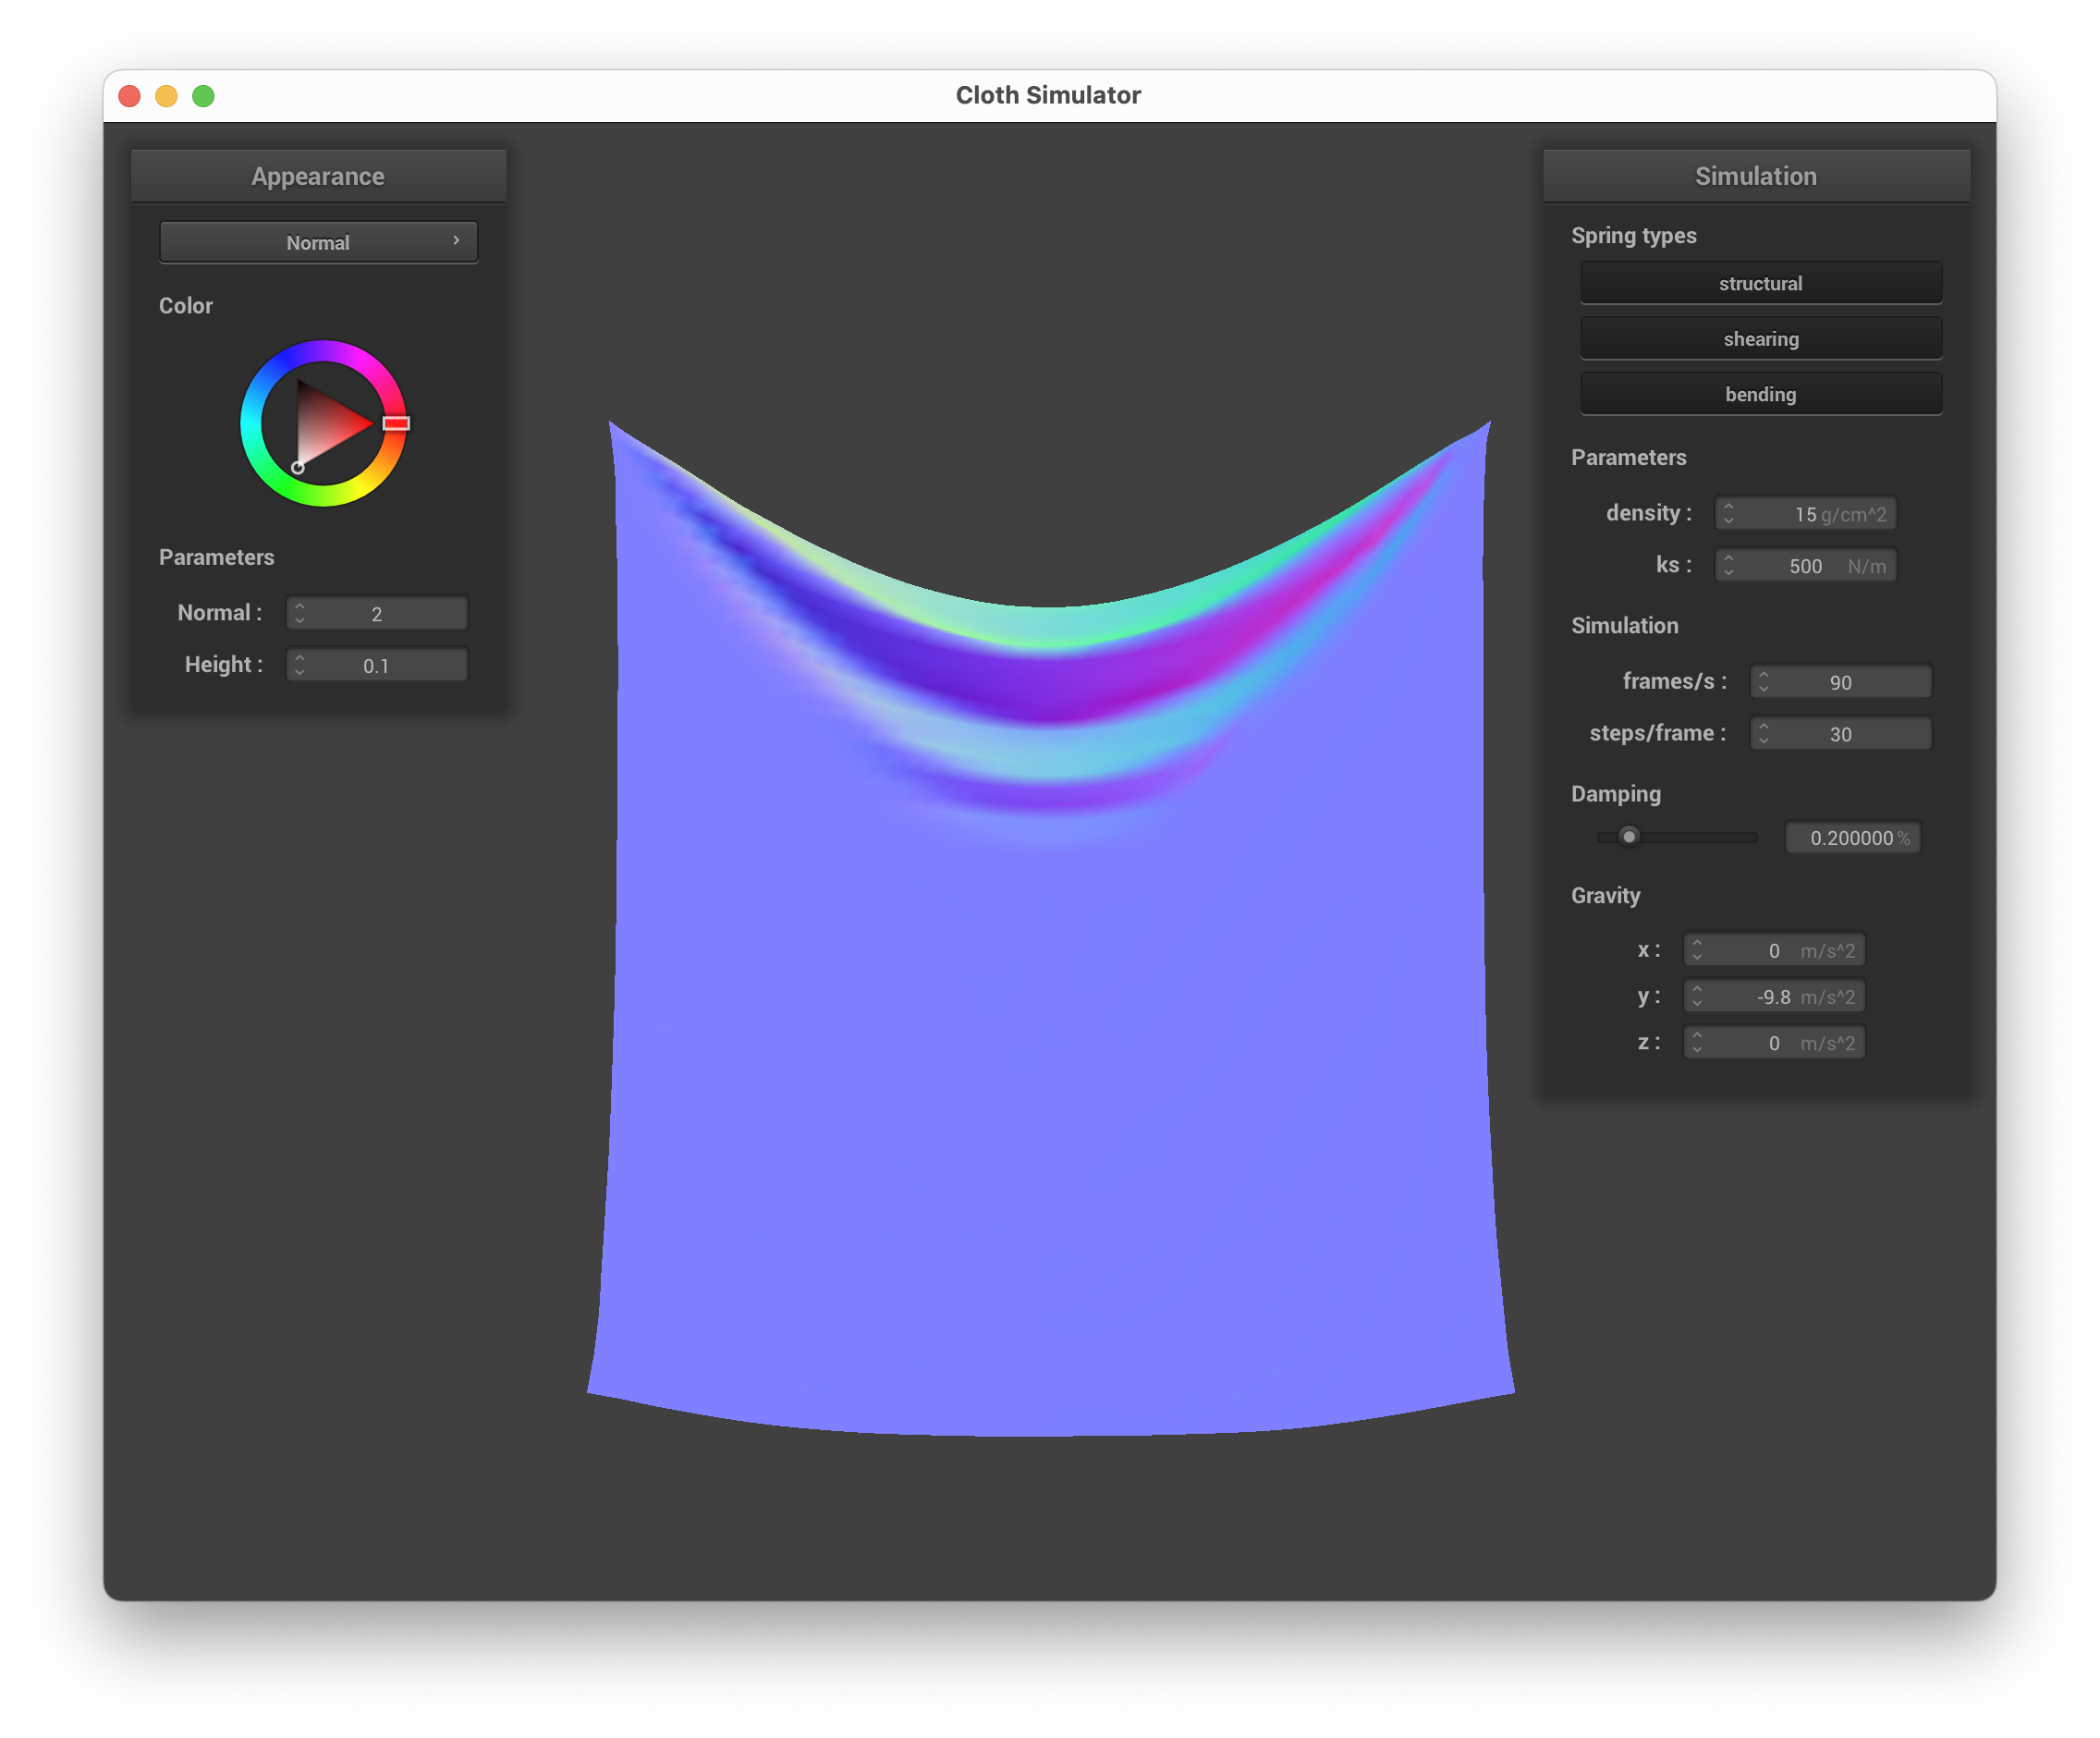 Cloth Simulator
Appearance
Normal
Color
Parameters
Normal : 2
Height : 0.1
Simulation
Spring types
structural
shearing
bending
Parameters
density : 15 g/cm^2
ks : 500 N/m
Simulation
frames/s : 90
steps/frame : 30
Damping
0.200000 %
Gravity
x : 0 m/s^2
y : -9.8 m/s^2
z : 0 m/s^2